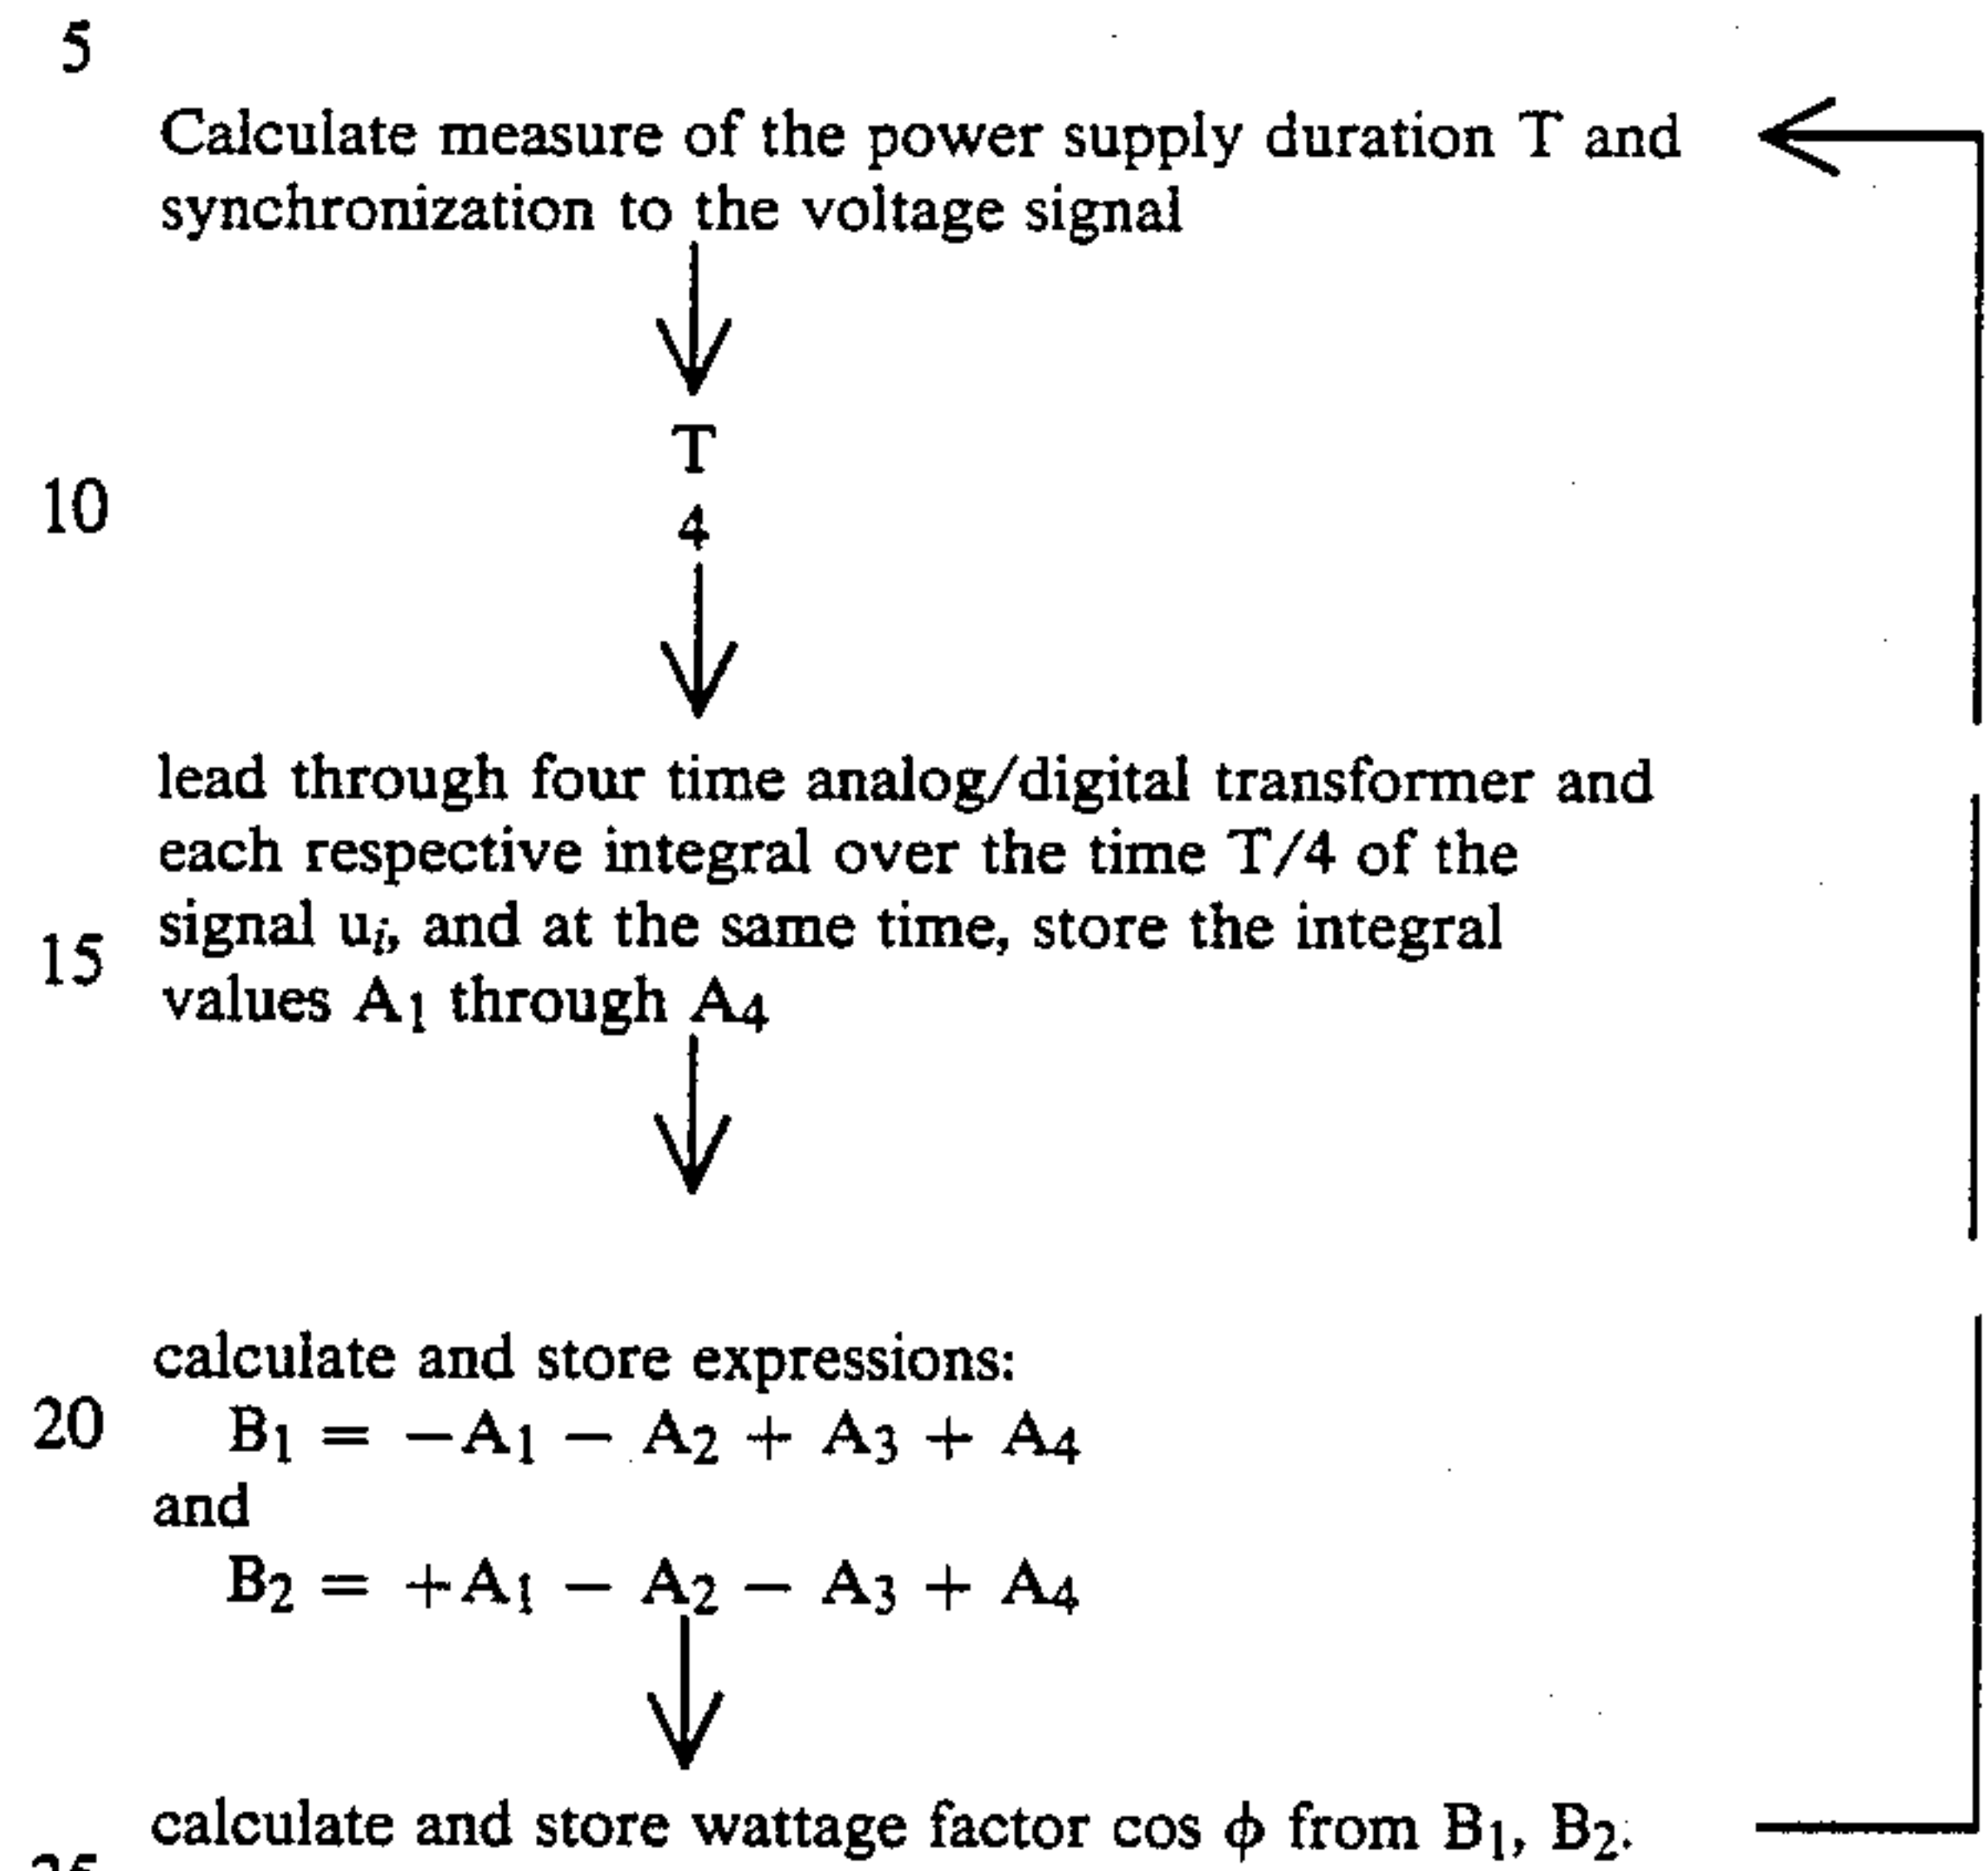 5
Calculate measure of the power supply duration T and
synchronization to the voltage signal
T
10
4
lead through four time analog/digital transformer and
each respective integral over the time T/4 of the
signal uᵢ, and at the same time, store the integral
15
values A₁ through A₄
calculate and store expressions:
20 B₁ = −A₁ − A₂ + A₃ + A₄
and
B₂ = +A₁ − A₂ − A₃ + A₄
calculate and store wattage factor cos ϕ from B₁, B₂.